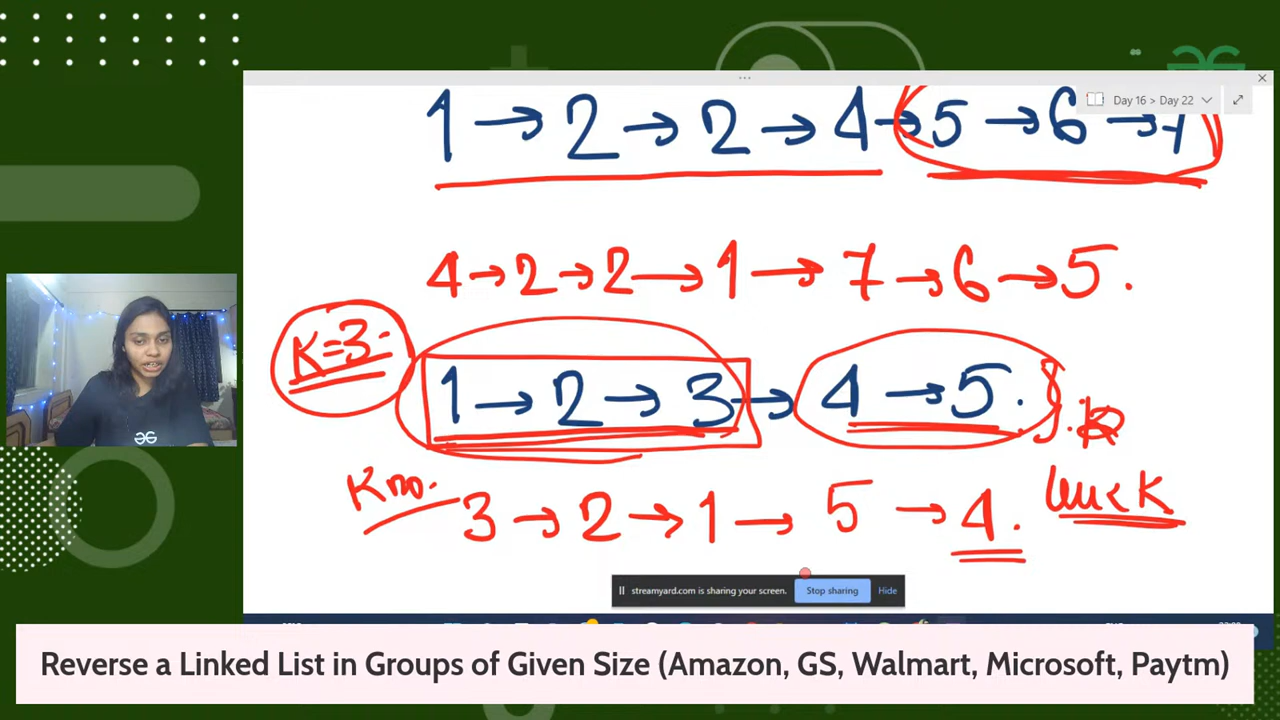 Day 16 > Day 22
1 → 2 → 2 → 4 → 5 → 6 → 7
4 → 2 → 2 → 1 → 7 → 6 → 5.
K=3
1 → 2 → 3 → 4 → 5.
K no.
3 → 2 → 1 → 5 → 4.
< K
streamyard.com is sharing your screen. Stop sharing Hide
Reverse a Linked List in Groups of Given Size (Amazon, GS, Walmart, Microsoft, Paytm)